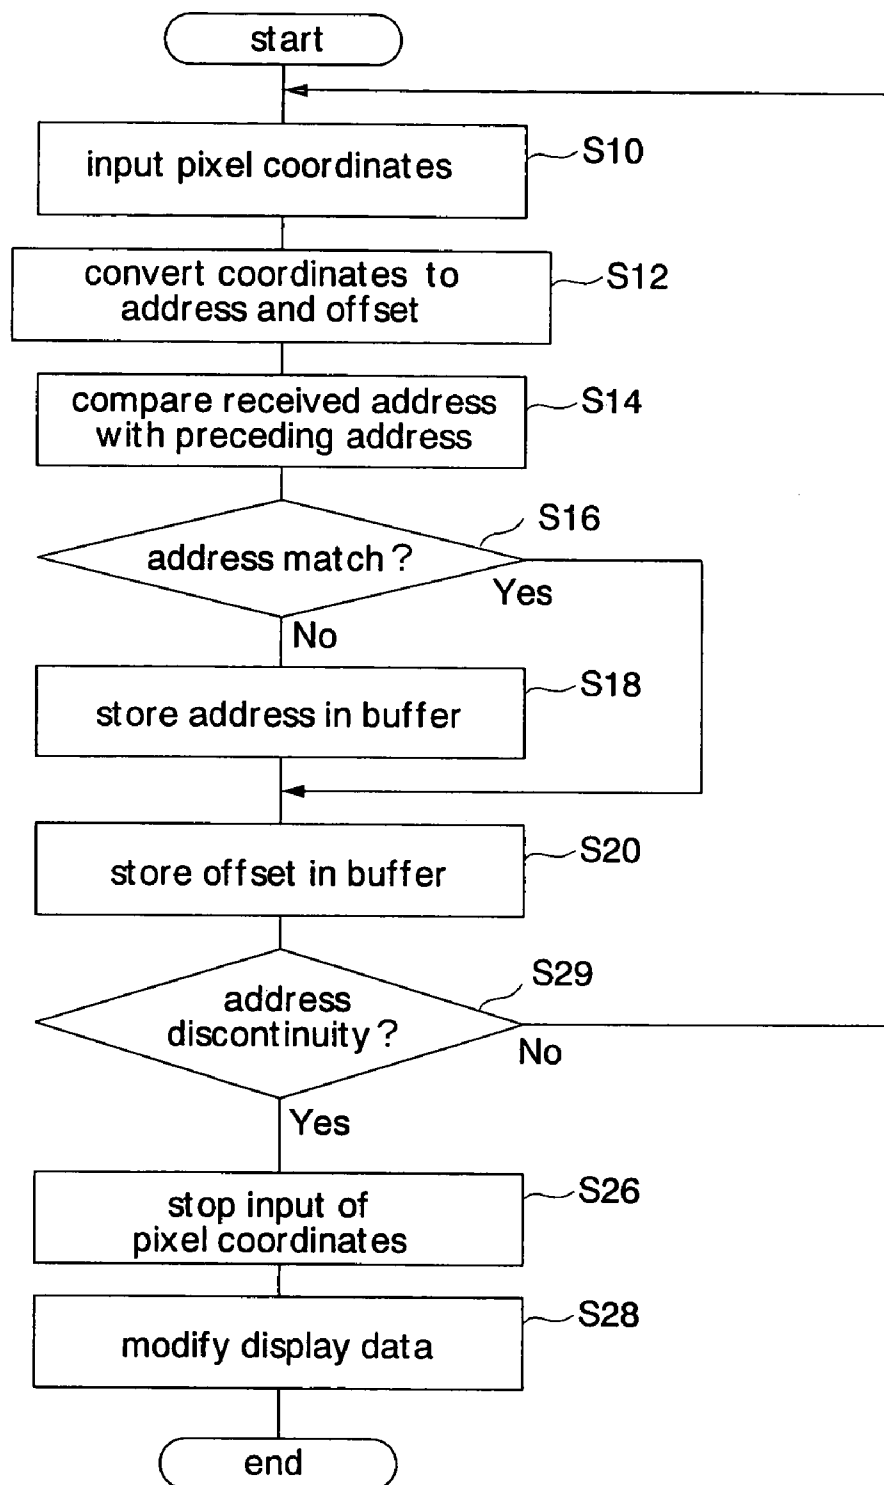 start
input pixel coordinates
S10
convert coordinates to
address and offset
S12
compare received address
with preceding address
S14
address match?
S16
Yes
No
store address in buffer
S18
store offset in buffer
S20
address
discontinuity?
S29
No
Yes
stop input of
pixel coordinates
S26
modify display data
S28
end